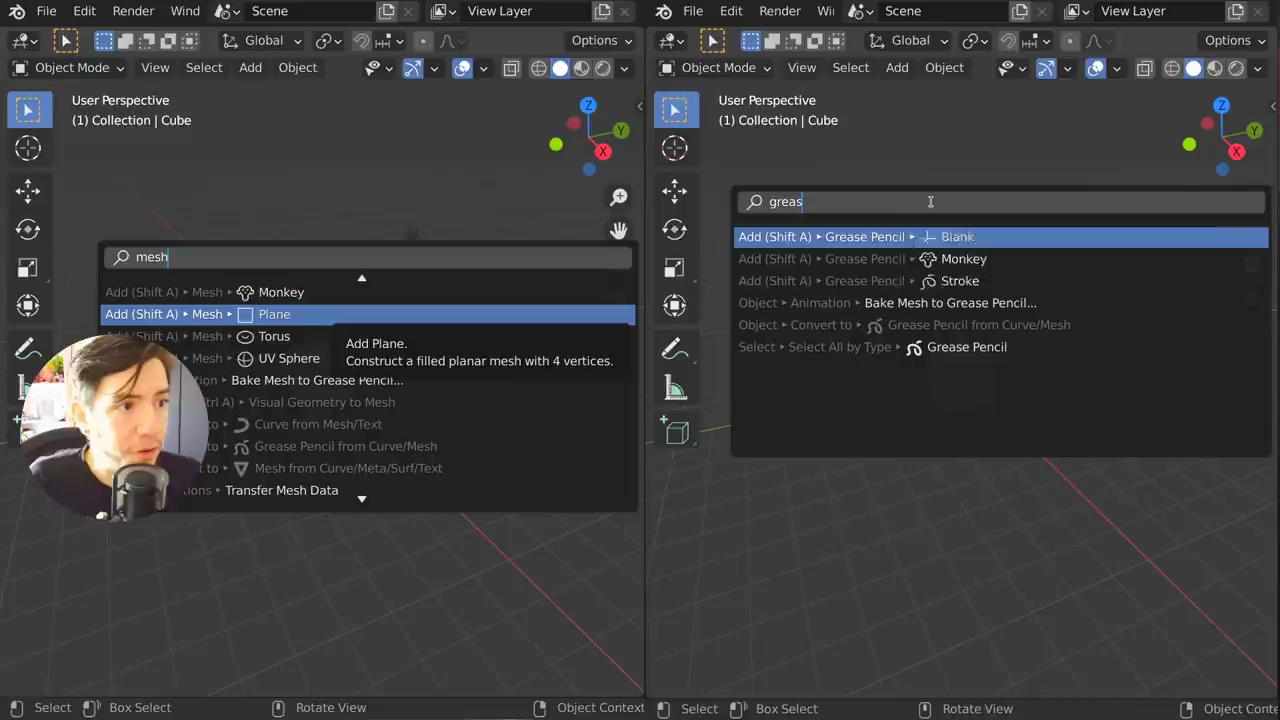 File Edit Render Wind Scene View Layer
Global Options
Object Mode View Select Add Object
User Perspective
(1) Collection | Cube
Z
Y
X
mesh
Add (Shift A) ▸ Mesh ▸ Monkey
Add (Shift A) ▸ Mesh ▸ Plane
Add (Shift A) ▸ Mesh ▸ Torus
Mesh ▸ UV Sphere
Add Plane.
Construct a filled planar mesh with 4 vertices.
Bake Mesh to Grease Pencil...
Visual Geometry to Mesh
to ▸ Curve from Mesh/Text
to ▸ Grease Pencil from Curve/Mesh
to ▸ Mesh from Curve/Meta/Surf/Text
Transfer Mesh Data
Select Box Select Rotate View Object Context
File Edit Render Wi Scene View Layer
Global Options
Object Mode View Select Add Object
User Perspective
(1) Collection | Cube
Z
Y
X
greas
Add (Shift A) ▸ Grease Pencil ▸ Blank
Add (Shift A) ▸ Grease Pencil ▸ Monkey
Add (Shift A) ▸ Grease Pencil ▸ Stroke
Object ▸ Animation ▸ Bake Mesh to Grease Pencil...
Object ▸ Convert to ▸ Grease Pencil from Curve/Mesh
Select ▸ Select All by Type ▸ Grease Pencil
Select Box Select Rotate View Object Conte